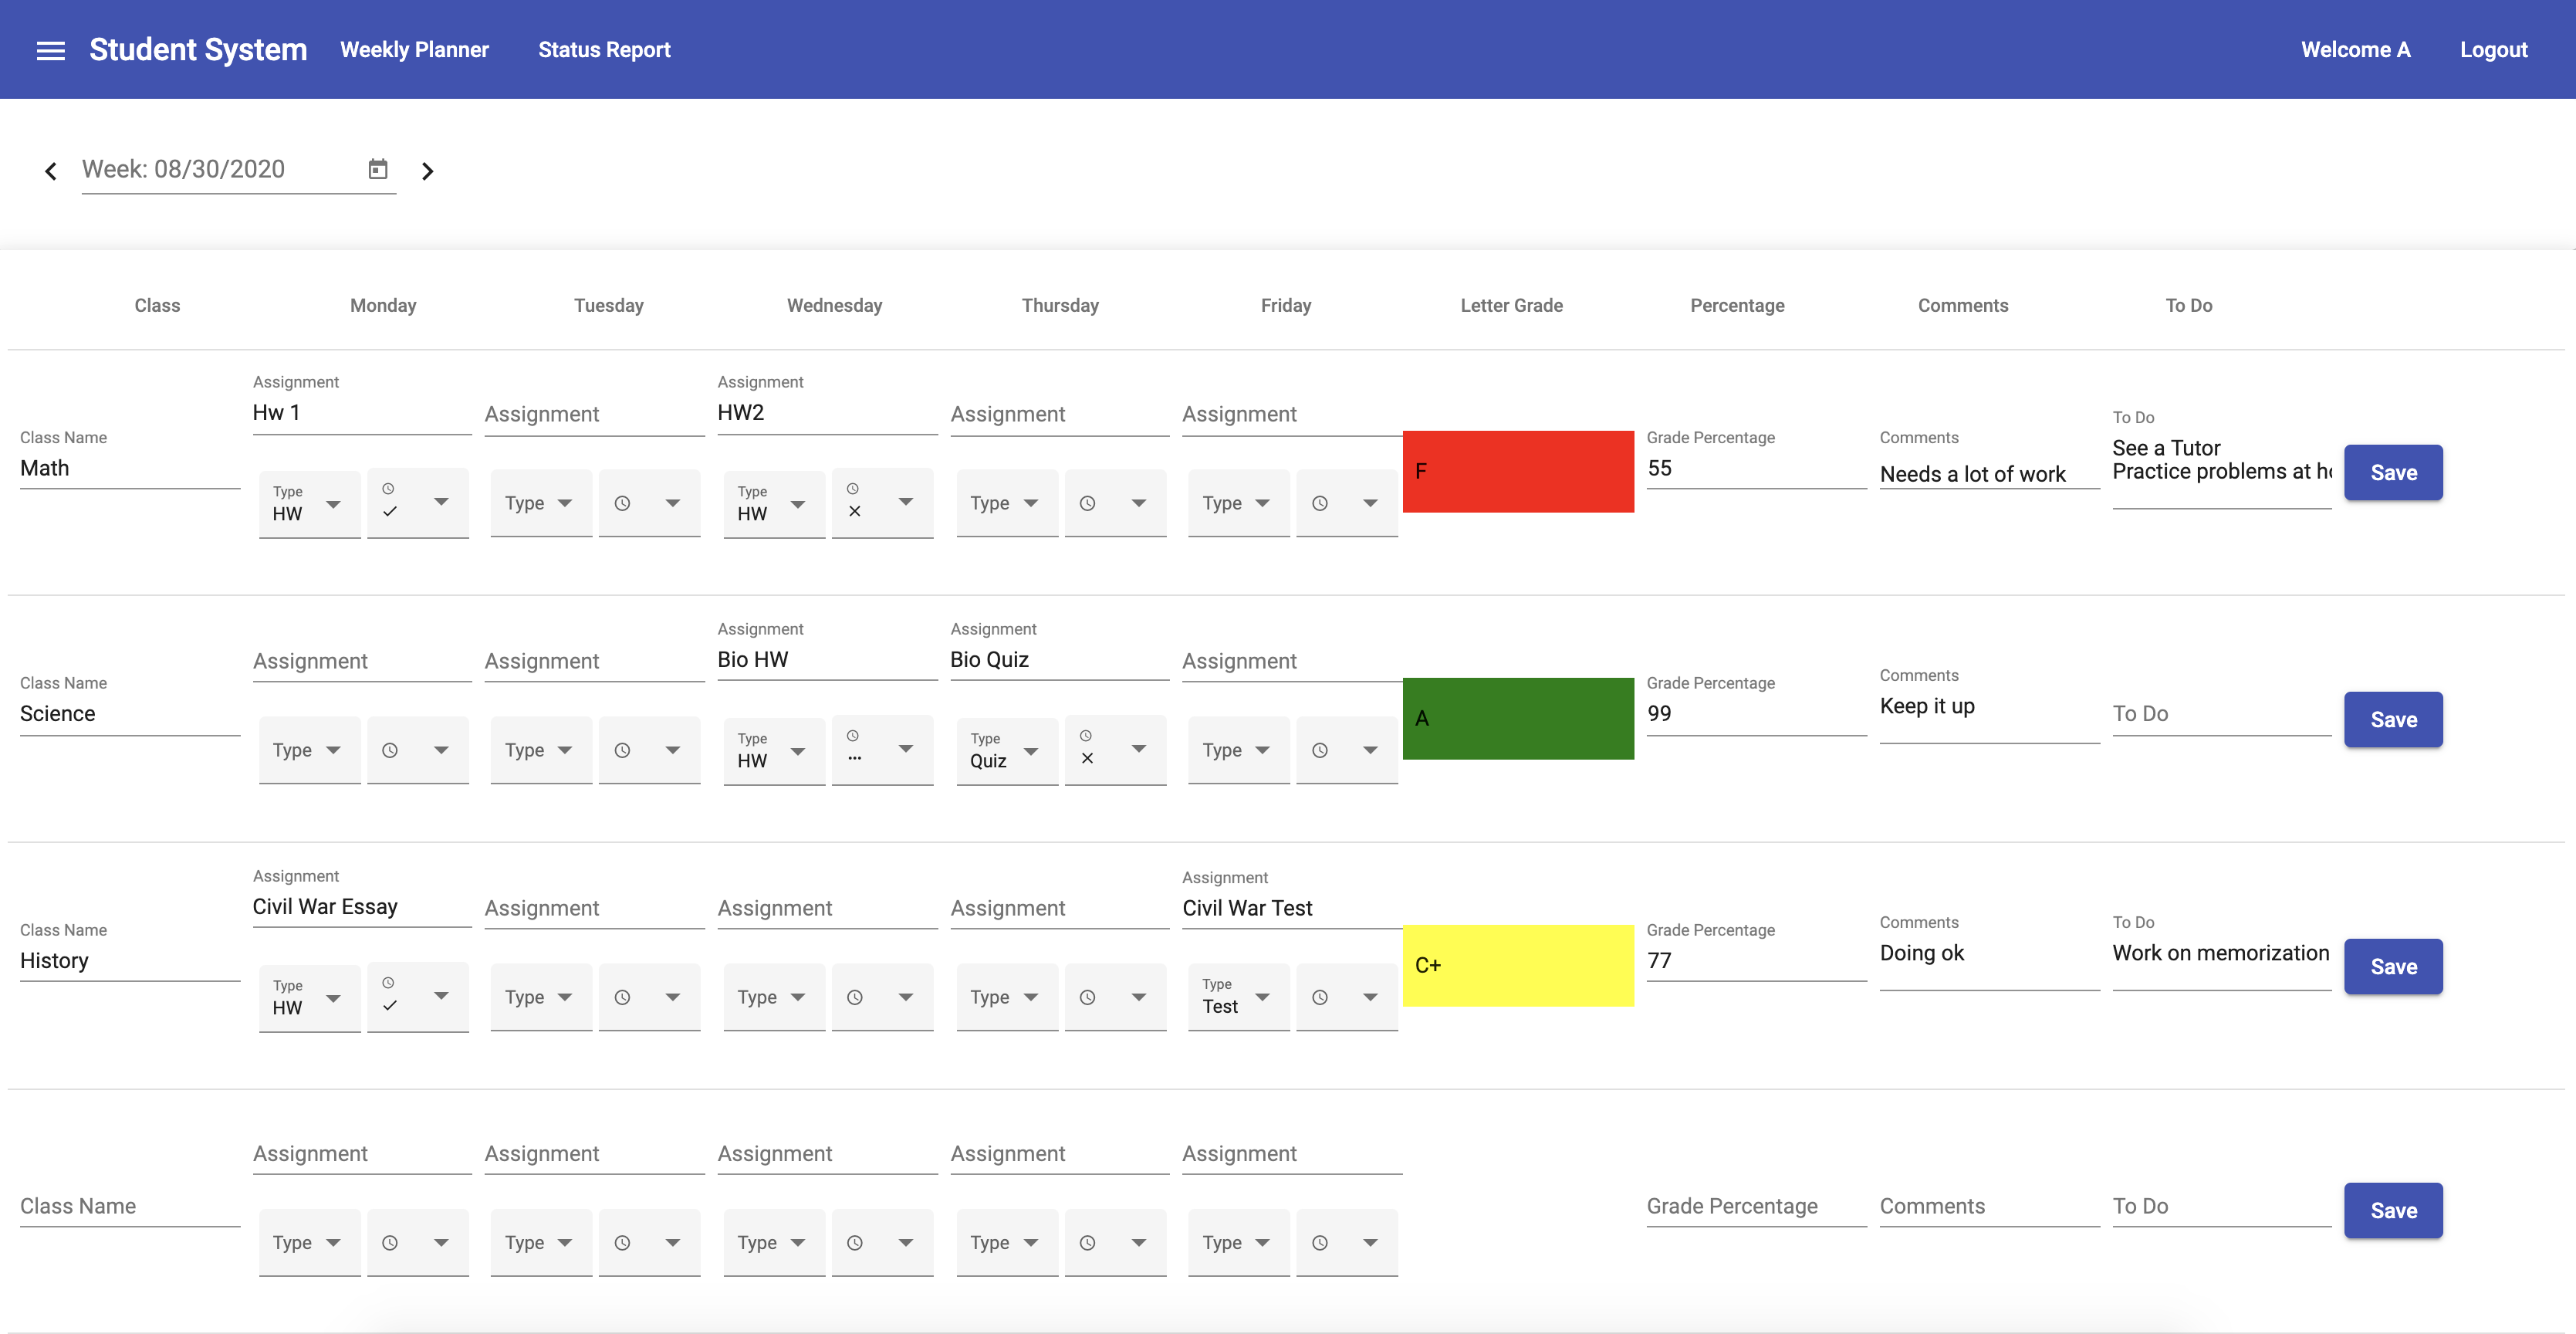 Student System Weekly Planner Status Report Welcome A Logout
Week: 08/30/2020
Class Monday Tuesday Wednesday Thursday Friday Letter Grade Percentage Comments To Do
Assignment Assignment
Hw 1 Assignment HW2 Assignment Assignment
Class Name Grade Percentage Comments To Do
Math F 55 Needs a lot of work See a Tutor
Practice problems at
Save
Type Type
HW Type HW Type Type
Assignment Assignment
Assignment Assignment Bio HW Bio Quiz Assignment
Class Name Grade Percentage Comments
Science A 99 Keep it up To Do Save
Type Type
Type Type HW Quiz Type
Assignment Assignment
Civil War Essay Assignment Assignment Assignment Civil War Test
Class Name Grade Percentage Comments To Do
History C+ 77 Doing ok Work on memorization Save
Type Type
HW Type Type Type Test
Assignment Assignment Assignment Assignment Assignment
Class Name Grade Percentage Comments To Do Save
Type Type Type Type Type